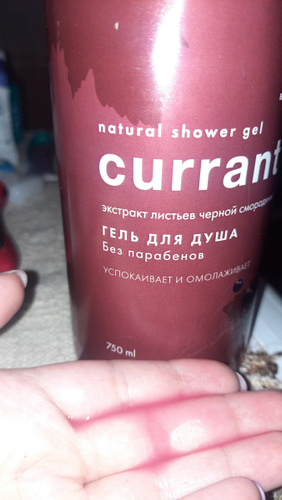 natural shower gel
currant
экстракт листьев черной
ГЕЛЬ ДЛЯ ДУША
Без парабенов
УСПОКАИВАЕТ И ОМОЛАЖИВАЕТ
750 ml